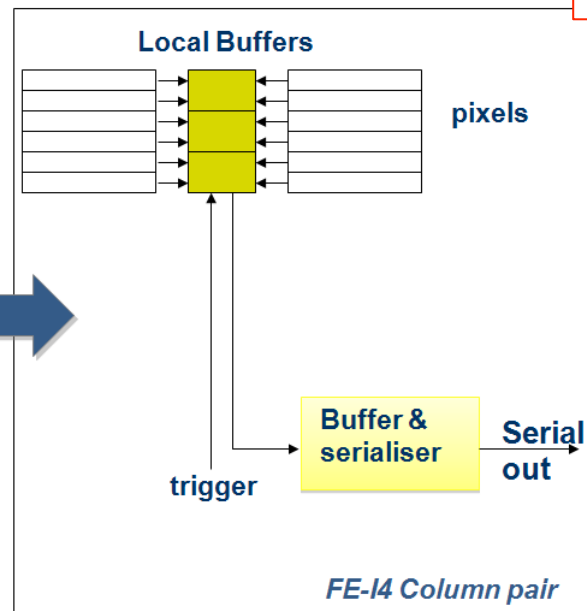 Local Buffers
pixels
Buffer &
serialiser
Serial
out
trigger
FE-I4 Column pair